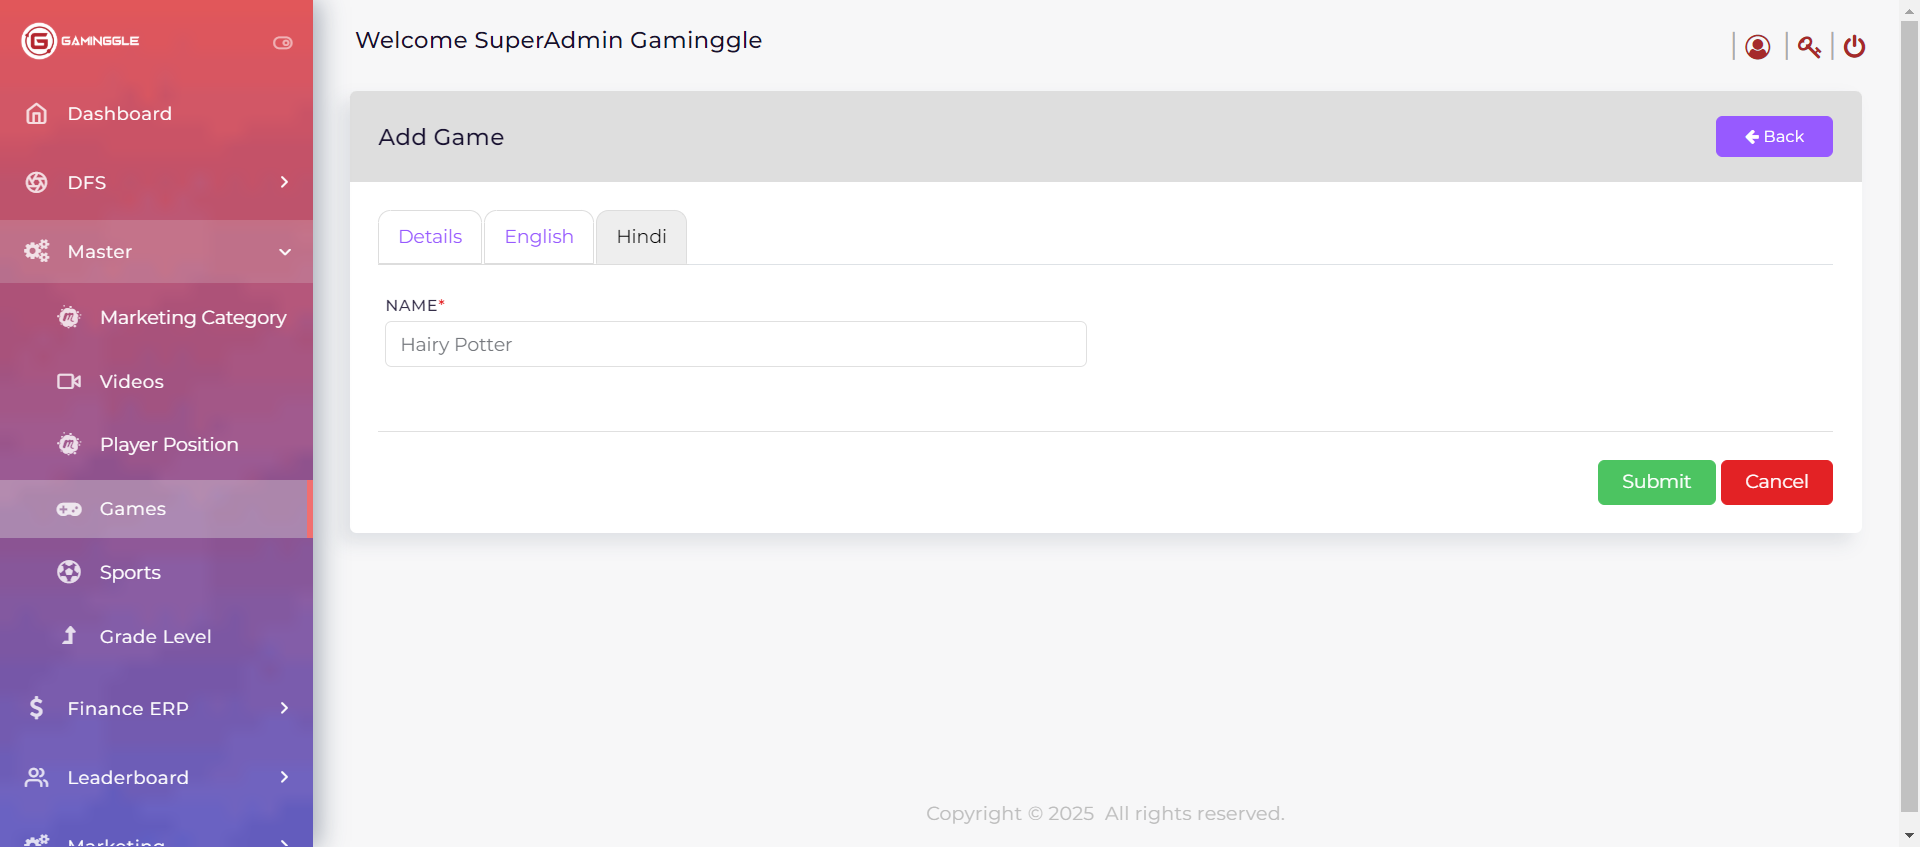 GAMINGGLE
Welcome SuperAdmin Gaminggle
Dashboard
DFS
Master
Marketing Category
Videos
Player Position
Games
Sports
Grade Level
Finance ERP
Leaderboard
Marketing
Add Game
Back
Details
English
Hindi
NAME*
Hairy Potter
Submit
Cancel
Copyright © 2025 All rights reserved.